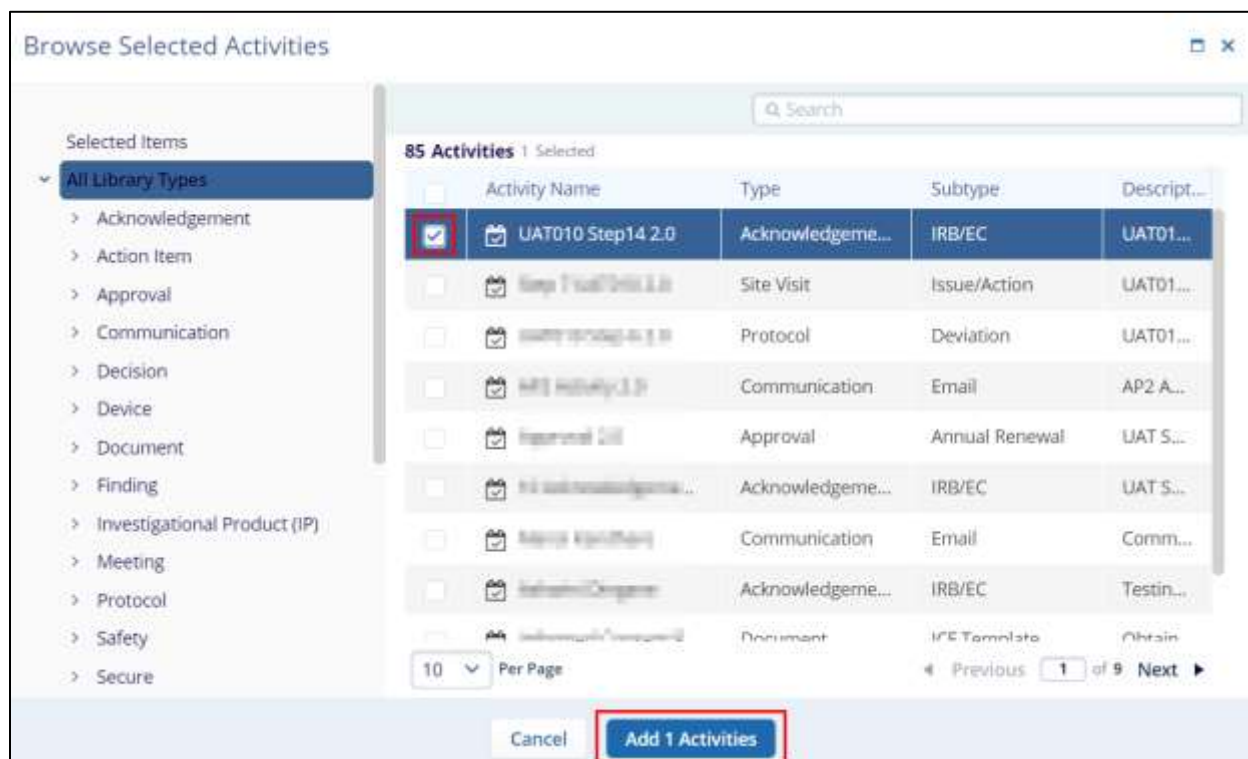 Browse Selected Activities
Search
Selected Items
All Library Types
Acknowledgement
Action Item
Approval
Communication
Decision
Device
Document
Finding
Investigational Product (IP)
Meeting
Protocol
Safety
Secure
85 Activities 1 Selected
Activity Name Type Subtype Descript...
UAT010 Step14 2.0 Acknowledgeme... IRB/EC UAT01...
Site Visit Issue/Action UAT01...
Protocol Deviation UAT01...
Communication Email AP2 A...
Approval Annual Renewal UAT S...
Acknowledgeme... IRB/EC UAT S...
Communication Email Comm...
Acknowledgeme... IRB/EC Testin...
Document ICF Template Obtain
10 Per Page Previous 1 of 9 Next
Cancel Add 1 Activities